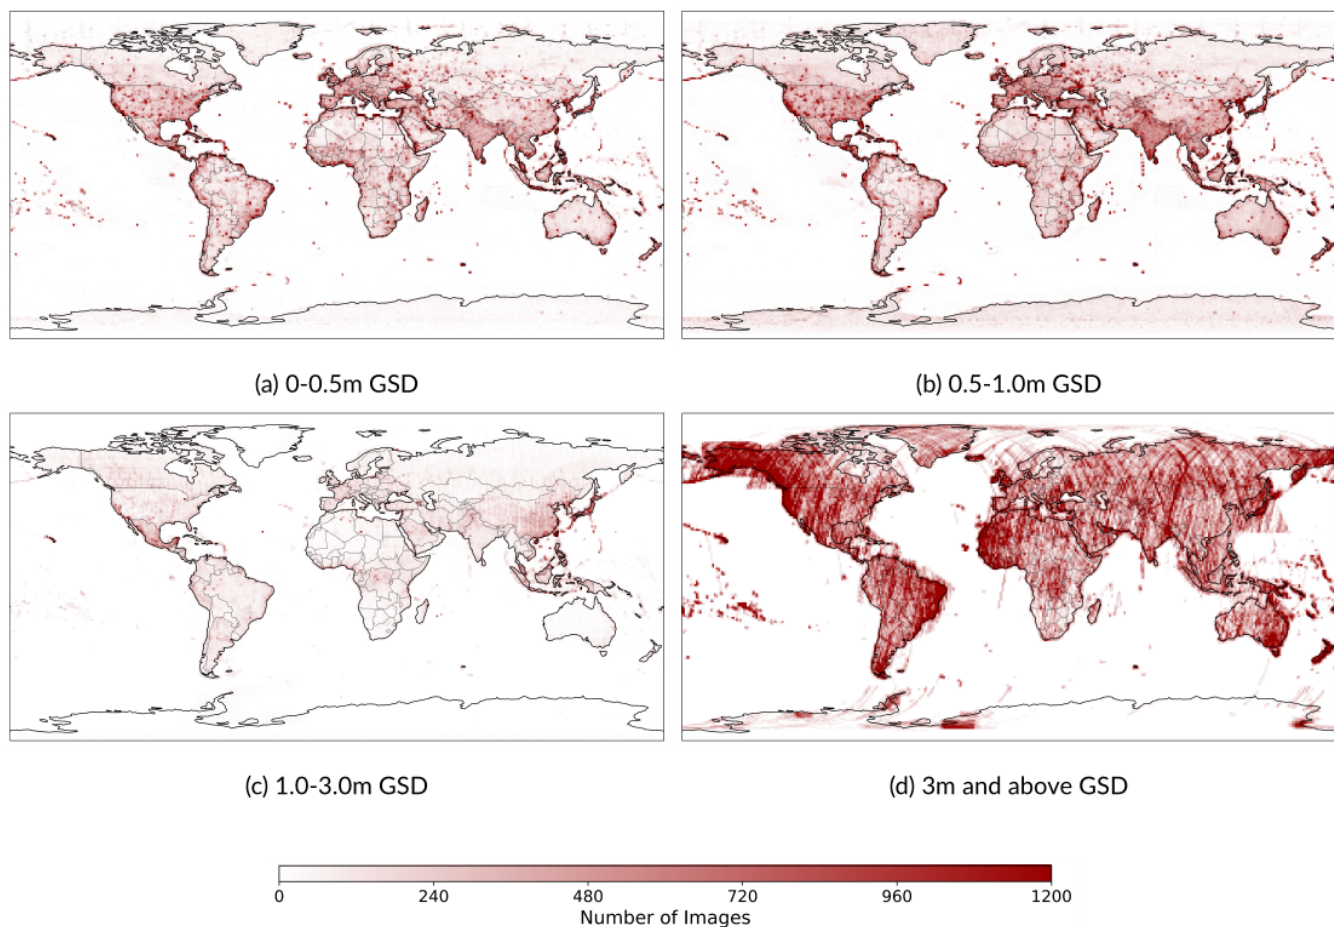 (a) 0-0.5m GSD
(b) 0.5-1.0m GSD
(c) 1.0-3.0m GSD
(d) 3m and above GSD
0 240 480 720 960 1200
Number of Images